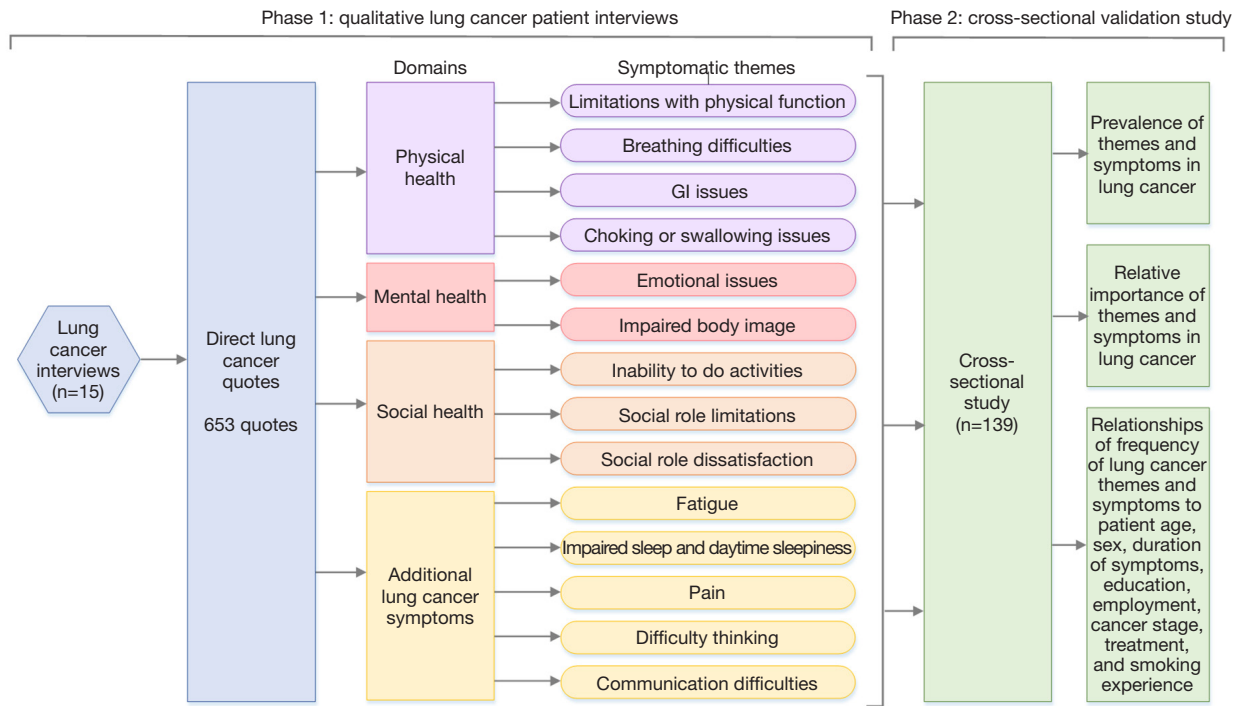 Phase 1: qualitative lung cancer patient interviews
Phase 2: cross-sectional validation study
Domains
Symptomatic themes
Lung
cancer
interviews
(n=15)
Direct lung
cancer
quotes
653 quotes
Physical
health
Limitations with physical function
Breathing difficulties
GI issues
Choking or swallowing issues
Mental health
Emotional issues
Impaired body image
Social health
Inability to do activities
Social role limitations
Social role dissatisfaction
Additional
lung cancer
symptoms
Fatigue
Impaired sleep and daytime sleepiness
Pain
Difficulty thinking
Communication difficulties
Cross-
sectional
study
(n=139)
Prevalence of
themes and
symptoms in
lung cancer
Relative
importance of
themes and
symptoms in
lung cancer
Relationships
of frequency
of lung cancer
themes and
symptoms to
patient age,
sex, duration
of symptoms,
education,
employment,
cancer stage,
treatment,
and smoking
experience